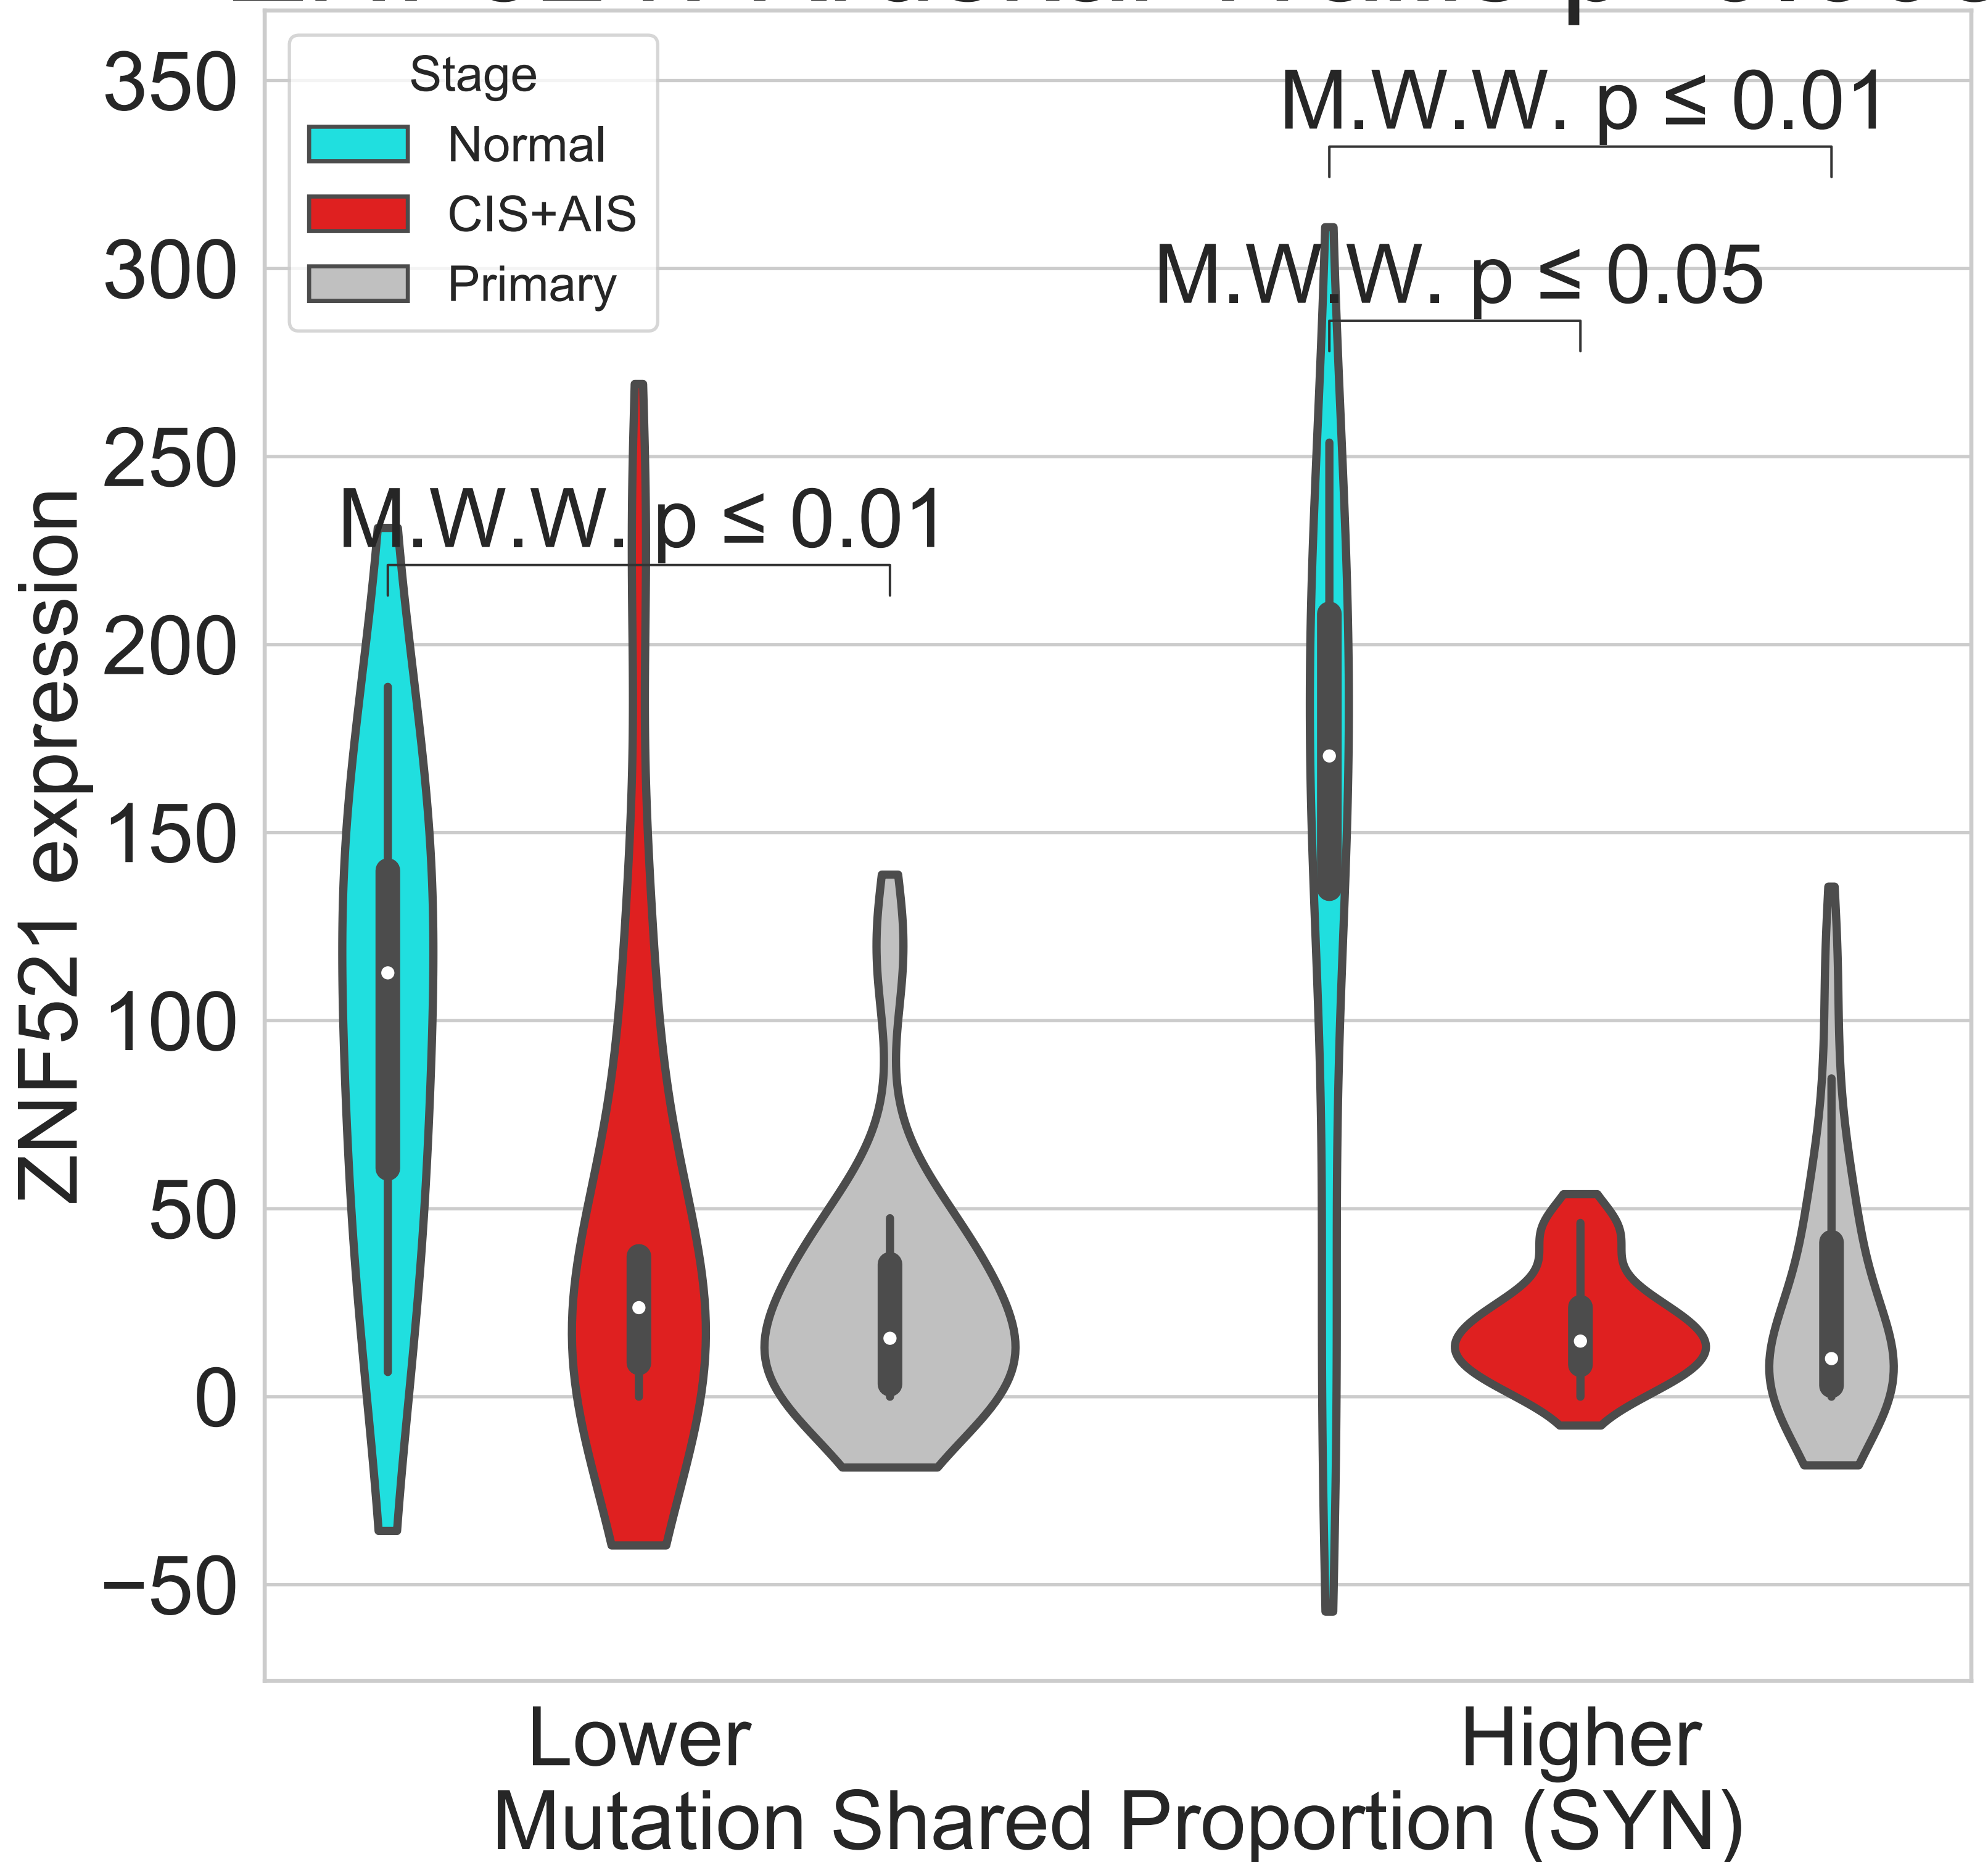 350
300
250
200
150
100
50
0
−50
ZNF521 expression
Stage
Normal
CIS+AIS
Primary
M.W.W. p ≤ 0.01
M.W.W. p ≤ 0.05
M.W.W. p ≤ 0.01
Lower
Higher
Mutation Shared Proportion (SYN)